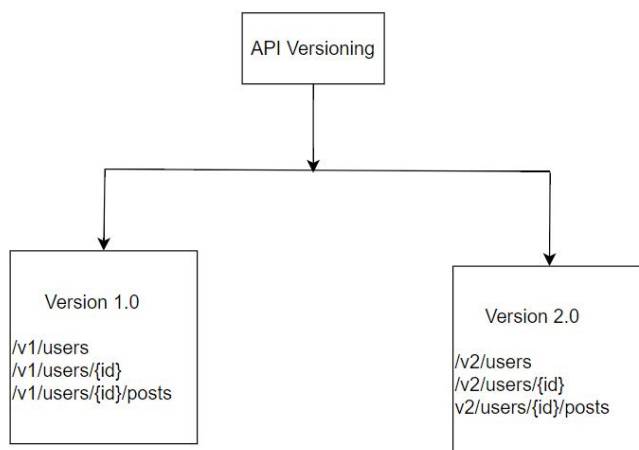 API Versioning
Version 1.0
/v1/users
/v1/users/{id}
/v1/users/{id}/posts
Version 2.0
/v2/users
/v2/users/{id}
v2/users/{id}/posts